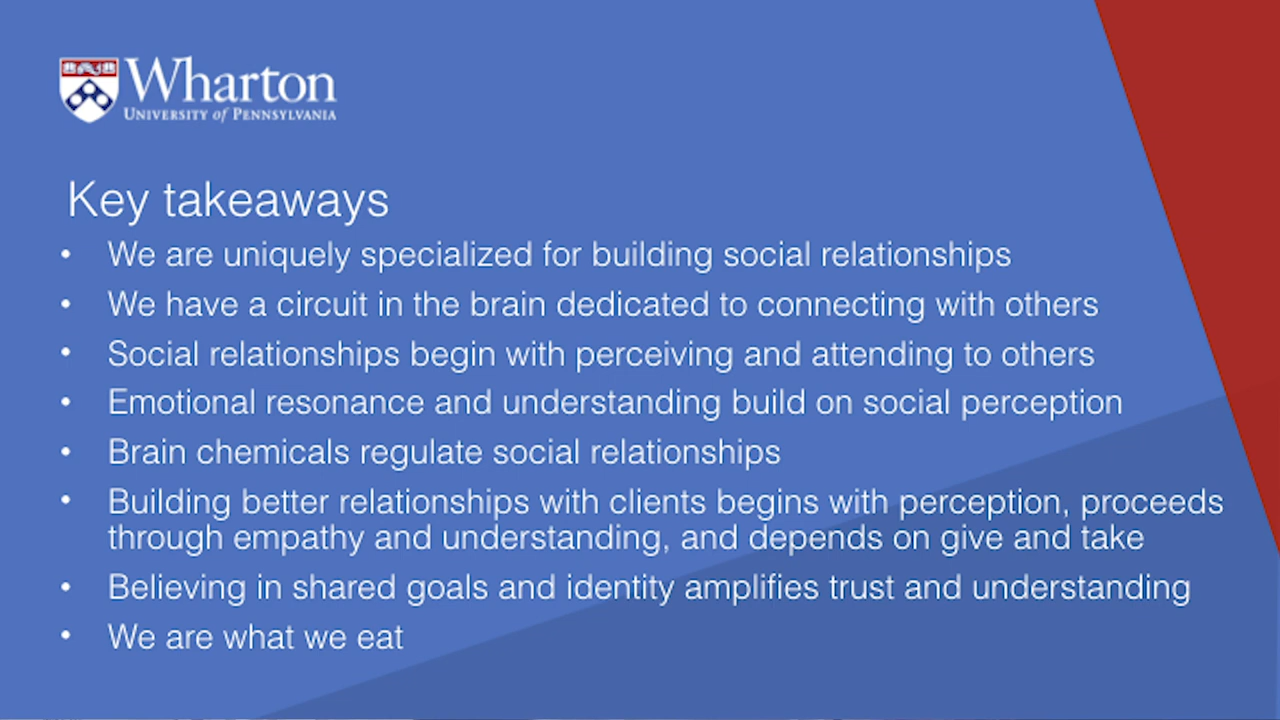 Wharton
UNIVERSITY of PENNSYLVANIA
Key takeaways
• We are uniquely specialized for building social relationships
• We have a circuit in the brain dedicated to connecting with others
• Social relationships begin with perceiving and attending to others
• Emotional resonance and understanding build on social perception
• Brain chemicals regulate social relationships
• Building better relationships with clients begins with perception, proceeds
through empathy and understanding, and depends on give and take
• Believing in shared goals and identity amplifies trust and understanding
• We are what we eat